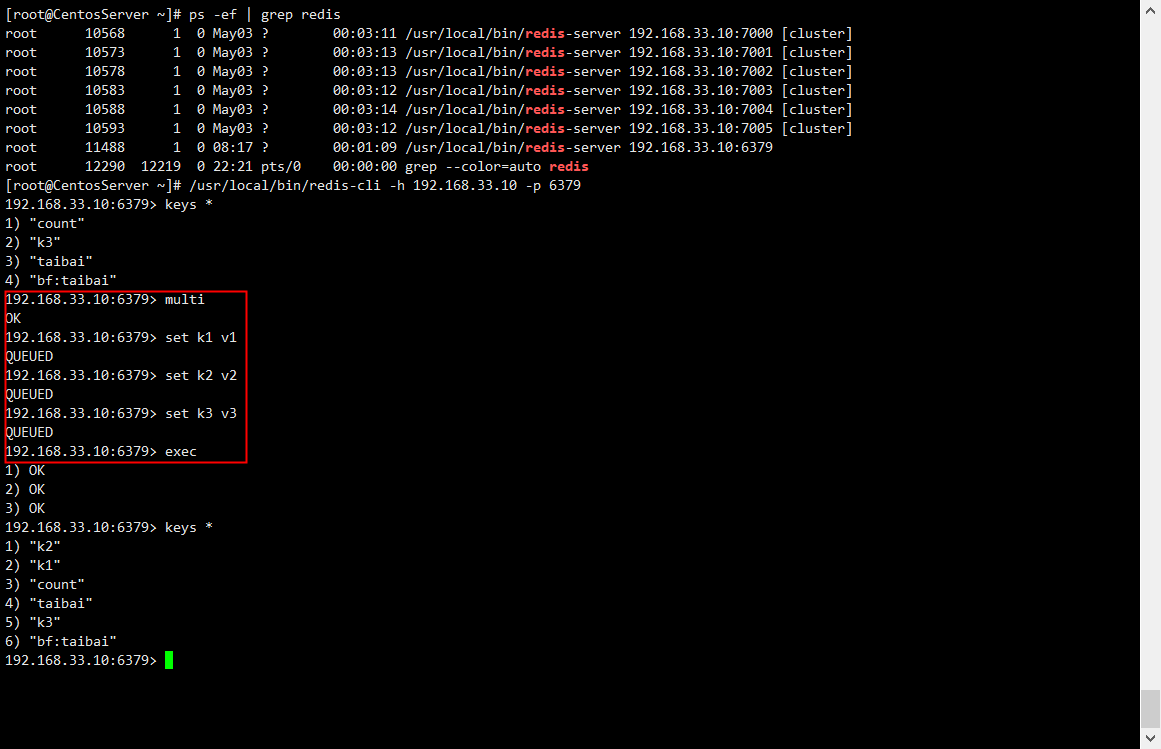 [root@CentosServer ~]# ps -ef | grep redis
root      10568      1  0 May03 ?        00:03:11 /usr/local/bin/redis-server 192.168.33.10:7000 [cluster]
root      10573      1  0 May03 ?        00:03:13 /usr/local/bin/redis-server 192.168.33.10:7001 [cluster]
root      10578      1  0 May03 ?        00:03:13 /usr/local/bin/redis-server 192.168.33.10:7002 [cluster]
root      10583      1  0 May03 ?        00:03:12 /usr/local/bin/redis-server 192.168.33.10:7003 [cluster]
root      10588      1  0 May03 ?        00:03:14 /usr/local/bin/redis-server 192.168.33.10:7004 [cluster]
root      10593      1  0 May03 ?        00:03:12 /usr/local/bin/redis-server 192.168.33.10:7005 [cluster]
root      11488      1  0 08:17 ?        00:01:09 /usr/local/bin/redis-server 192.168.33.10:6379
root      12290  12219  0 22:21 pts/0    00:00:00 grep --color=auto redis
[root@CentosServer ~]# /usr/local/bin/redis-cli -h 192.168.33.10 -p 6379
192.168.33.10:6379> keys *
1) "count"
2) "k3"
3) "taibai"
4) "bf:taibai"
192.168.33.10:6379> multi
OK
192.168.33.10:6379> set k1 v1
QUEUED
192.168.33.10:6379> set k2 v2
QUEUED
192.168.33.10:6379> set k3 v3
QUEUED
192.168.33.10:6379> exec
1) OK
2) OK
3) OK
192.168.33.10:6379> keys *
1) "k2"
2) "k1"
3) "count"
4) "taibai"
5) "k3"
6) "bf:taibai"
192.168.33.10:6379>